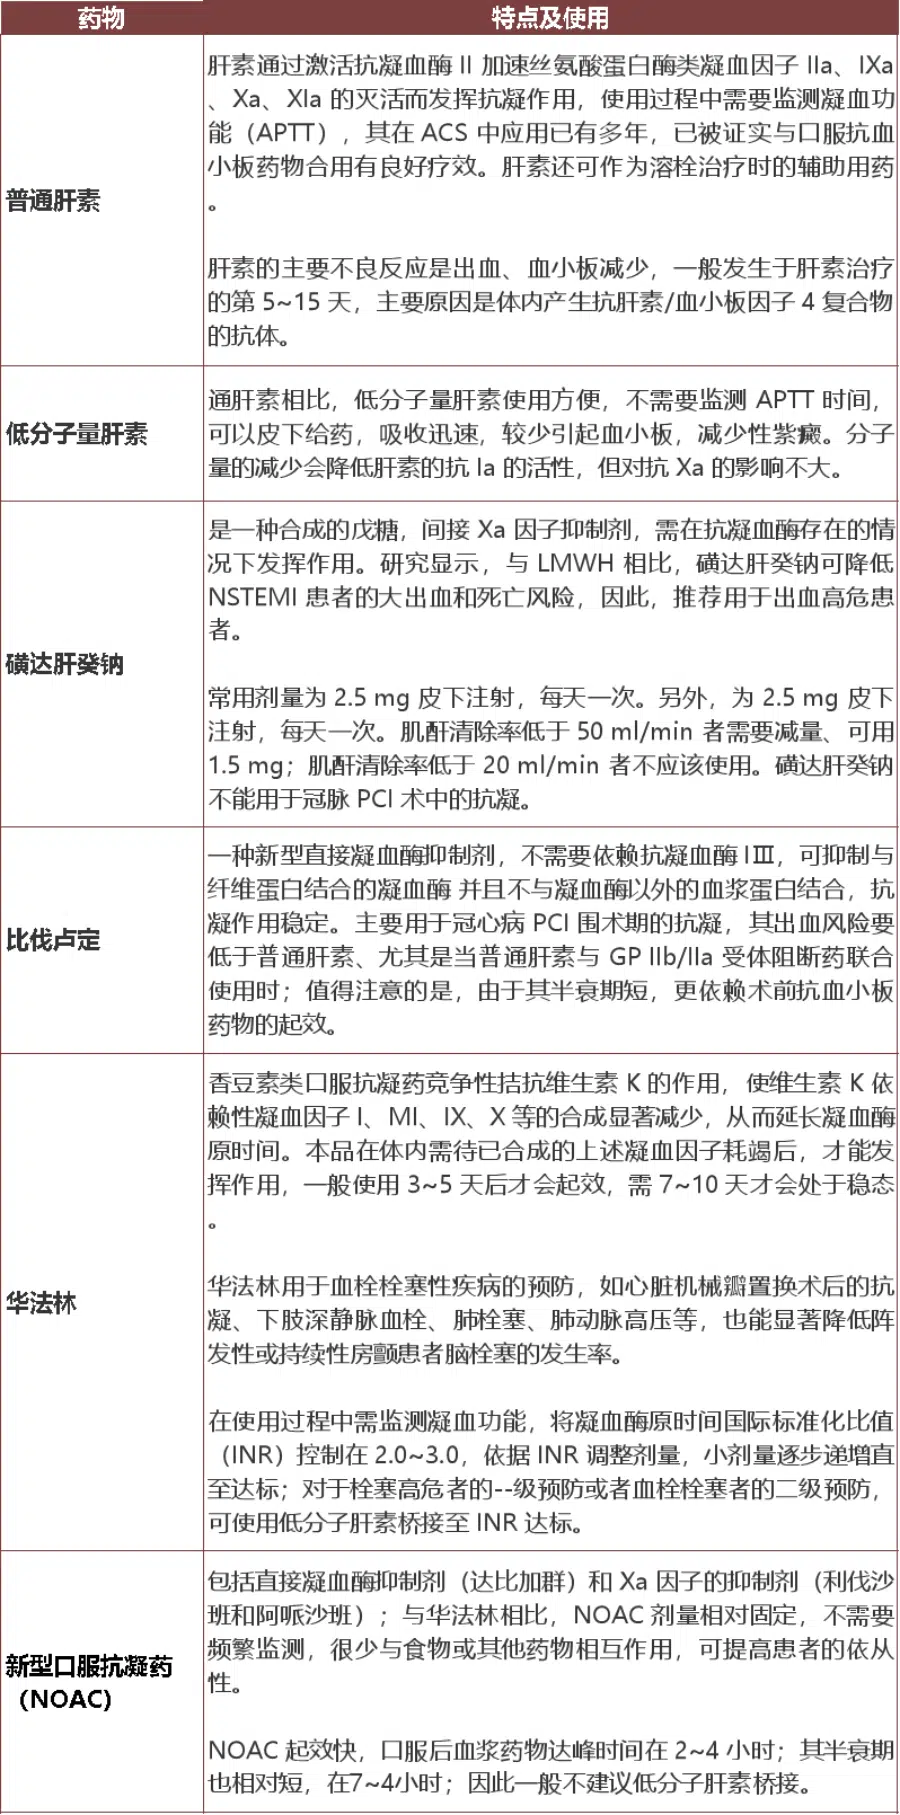 药物
特点及使用
普通肝素
肝素通过激活抗凝血酶 II 加速丝氨酸蛋白酶类凝血因子 IIa、IXa
、Xa、XIa 的灭活而发挥抗凝作用，使用过程中需要监测凝血功
能（APTT），其在 ACS 中应用已有多年，已被证实与口服抗血
小板药物合用有良好疗效。肝素还可作为溶栓治疗时的辅助用药
。
肝素的主要不良反应是出血、血小板减少，一般发生于肝素治疗
的第 5~15 天，主要原因是体内产生抗肝素/血小板因子 4 复合物
的抗体。
低分子量肝素
通肝素相比，低分子量肝素使用方便，不需要监测 APTT 时间，
可以皮下给药，吸收迅速，较少引起血小板，减少性紫癜。分子
量的减少会降低肝素的抗 Ia 的活性，但对抗 Xa 的影响不大。
磺达肝癸钠
是一种合成的戊糖，间接 Xa 因子抑制剂，需在抗凝血酶存在的情
况下发挥作用。研究显示，与 LMWH 相比，磺达肝癸钠可降低
NSTEMI 患者的大出血和死亡风险，因此，推荐用于出血高危患
者。
常用剂量为 2.5 mg 皮下注射，每天一次。另外，为 2.5 mg 皮下
注射，每天一次。肌酐清除率低于 50 ml/min 者需要减量、可用
1.5 mg；肌酐清除率低于 20 ml/min 者不应该使用。磺达肝癸钠
不能用于冠脉 PCI 术中的抗凝。
比伐卢定
一种新型直接凝血酶抑制剂，不需要依赖抗凝血酶 IⅢ，可抑制与
纤维蛋白结合的凝血酶 并且不与凝血酶以外的血浆蛋白结合，抗
凝作用稳定。主要用于冠心病 PCI 围术期的抗凝，其出血风险要
低于普通肝素、尤其是当普通肝素与 GP IIb/IIa 受体阻断药联合
使用时；值得注意的是，由于其半衰期短，更依赖术前抗血小板
药物的起效。
华法林
香豆素类口服抗凝药竞争性拮抗维生素 K 的作用，使维生素 K 依
赖性凝血因子 I、MI、IX、X 等的合成显著减少，从而延长凝血酶
原时间。本品在体内需待已合成的上述凝血因子耗竭后，才能发
挥作用，一般使用 3~5 天后才会起效，需 7~10 天才会处于稳态
。
华法林用于血栓栓塞性疾病的预防，如心脏机械瓣置换术后的抗
凝、下肢深静脉血栓、肺栓塞、肺动脉高压等，也能显著降低阵
发性或持续性房颤患者脑栓塞的发生率。
在使用过程中需监测凝血功能，将凝血酶原时间国际标准化比值
（INR）控制在 2.0~3.0，依据 INR 调整剂量，小剂量逐步递增直
至达标；对于栓塞高危者的--级预防或者血栓栓塞者的二级预防，
可使用低分子肝素桥接至 INR 达标。
新型口服抗凝药
（NOAC）
包括直接凝血酶抑制剂（达比加群）和 Xa 因子的抑制剂（利伐沙
班和阿哌沙班）；与华法林相比，NOAC 剂量相对固定，不需要
频繁监测，很少与食物或其他药物相互作用，可提高患者的依从
性。
NOAC 起效快，口服后血浆药物达峰时间在 2~4 小时；其半衰期
也相对短，在7~4小时；因此一般不建议低分子肝素桥接。